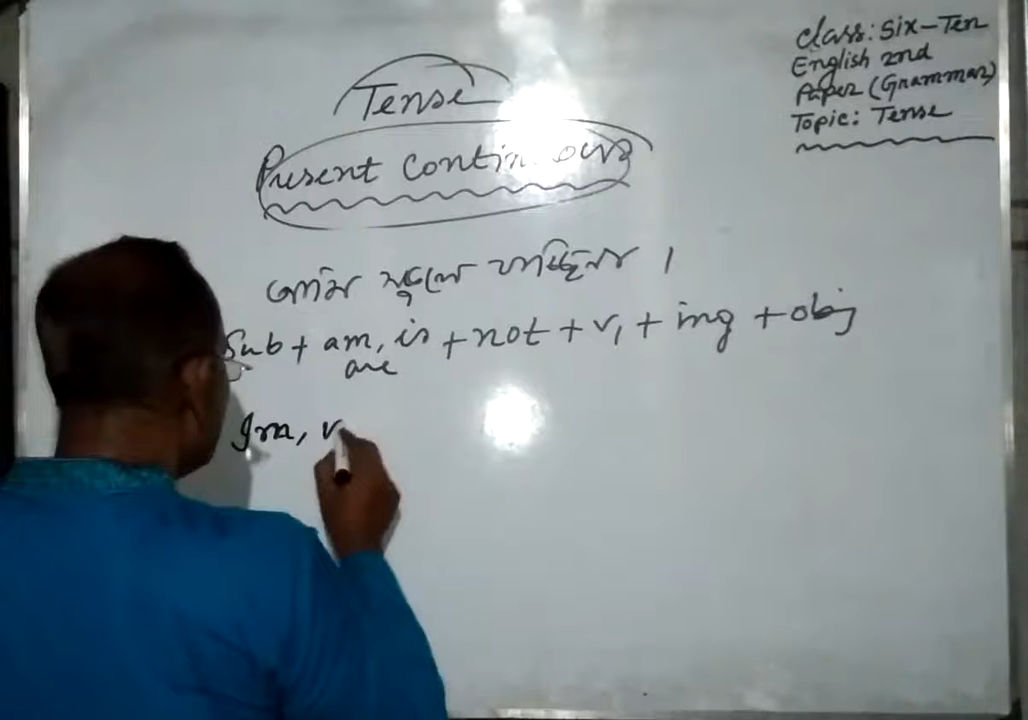 Class: Six-Ten
English 2nd
Paper (Grammar)
Topic: Tense
Tense
Present Continuous
আমি স্কুলে যাচ্ছিনা ।
Sub + am, is + not + v₁ + ing + obj
are
Im, v